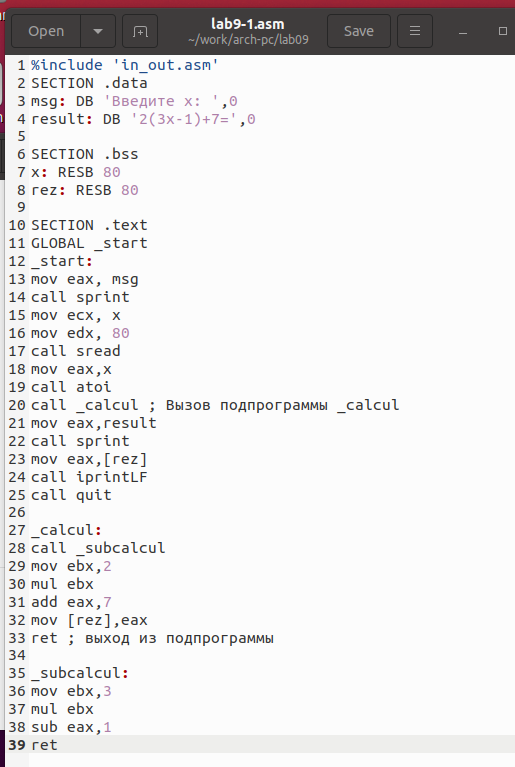 Open lab9-1.asm Save
~/work/arch-pc/lab09
1 %include 'in_out.asm'
2 SECTION .data
3 msg: DB 'Введите x: ',0
4 result: DB '2(3x-1)+7=',0
5
6 SECTION .bss
7 x: RESB 80
8 rez: RESB 80
9
10 SECTION .text
11 GLOBAL _start
12 _start:
13 mov eax, msg
14 call sprint
15 mov ecx, x
16 mov edx, 80
17 call sread
18 mov eax,x
19 call atoi
20 call _calcul ; Вызов подпрограммы _calcul
21 mov eax,result
22 call sprint
23 mov eax,[rez]
24 call iprintLF
25 call quit
26
27 _calcul:
28 call _subcalcul
29 mov ebx,2
30 mul ebx
31 add eax,7
32 mov [rez],eax
33 ret ; выход из подпрограммы
34
35 _subcalcul:
36 mov ebx,3
37 mul ebx
38 sub eax,1
39 ret